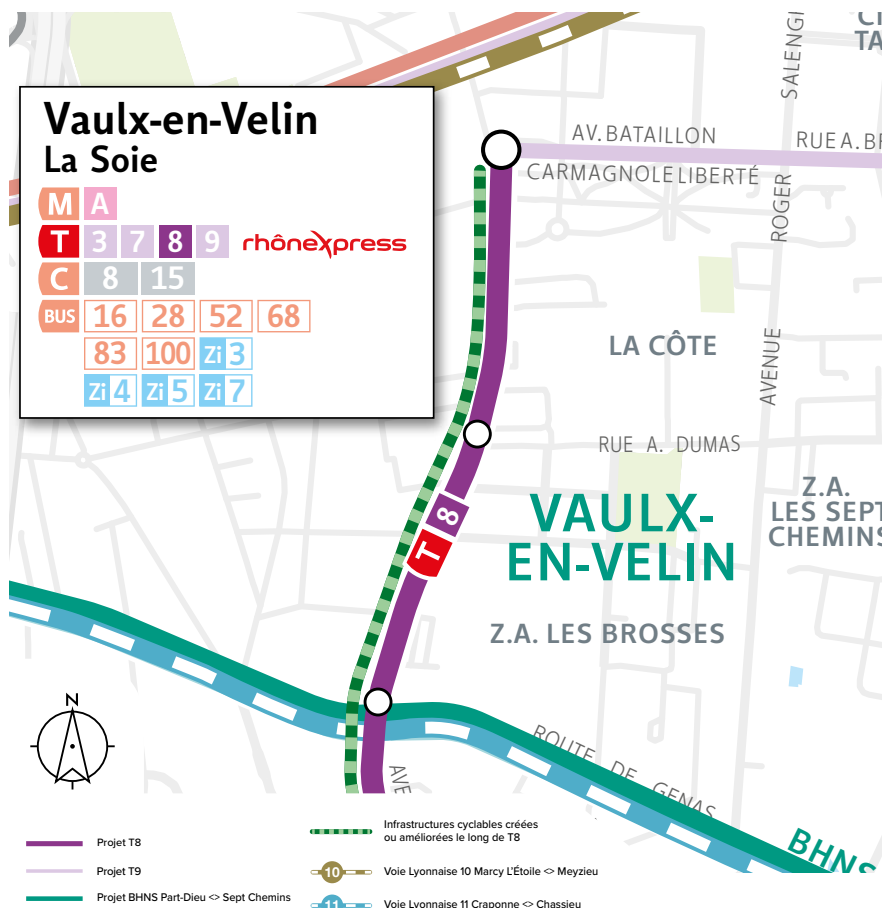 CI
TA
SALENGI
AV. BATAILLON
RUE A. BR
CARMAGNOLE LIBERTÉ
ROGER
AVENUE
Vaulx-en-Velin
La Soie
M A
T 3 7 8 9 rhônexpress
C 8 15
BUS 16 28 52 68
83 100 Zi 3
Zi 4 Zi 5 Zi 7
LA CÔTE
RUE A. DUMAS
Z.A.
LES SEPT
CHEMINS
VAULX-
EN-VELIN
T 8
Z.A. LES BROSSES
N
ROUTE DE GENAS
AVE
BHNS
Projet T8
Projet T9
Projet BHNS Part-Dieu <> Sept Chemins
Infrastructures cyclables créées
ou améliorées le long de T8
10 Voie Lyonnaise 10 Marcy L'Étoile <> Meyzieu
11 Voie Lyonnaise 11 Craponne <> Chassieu